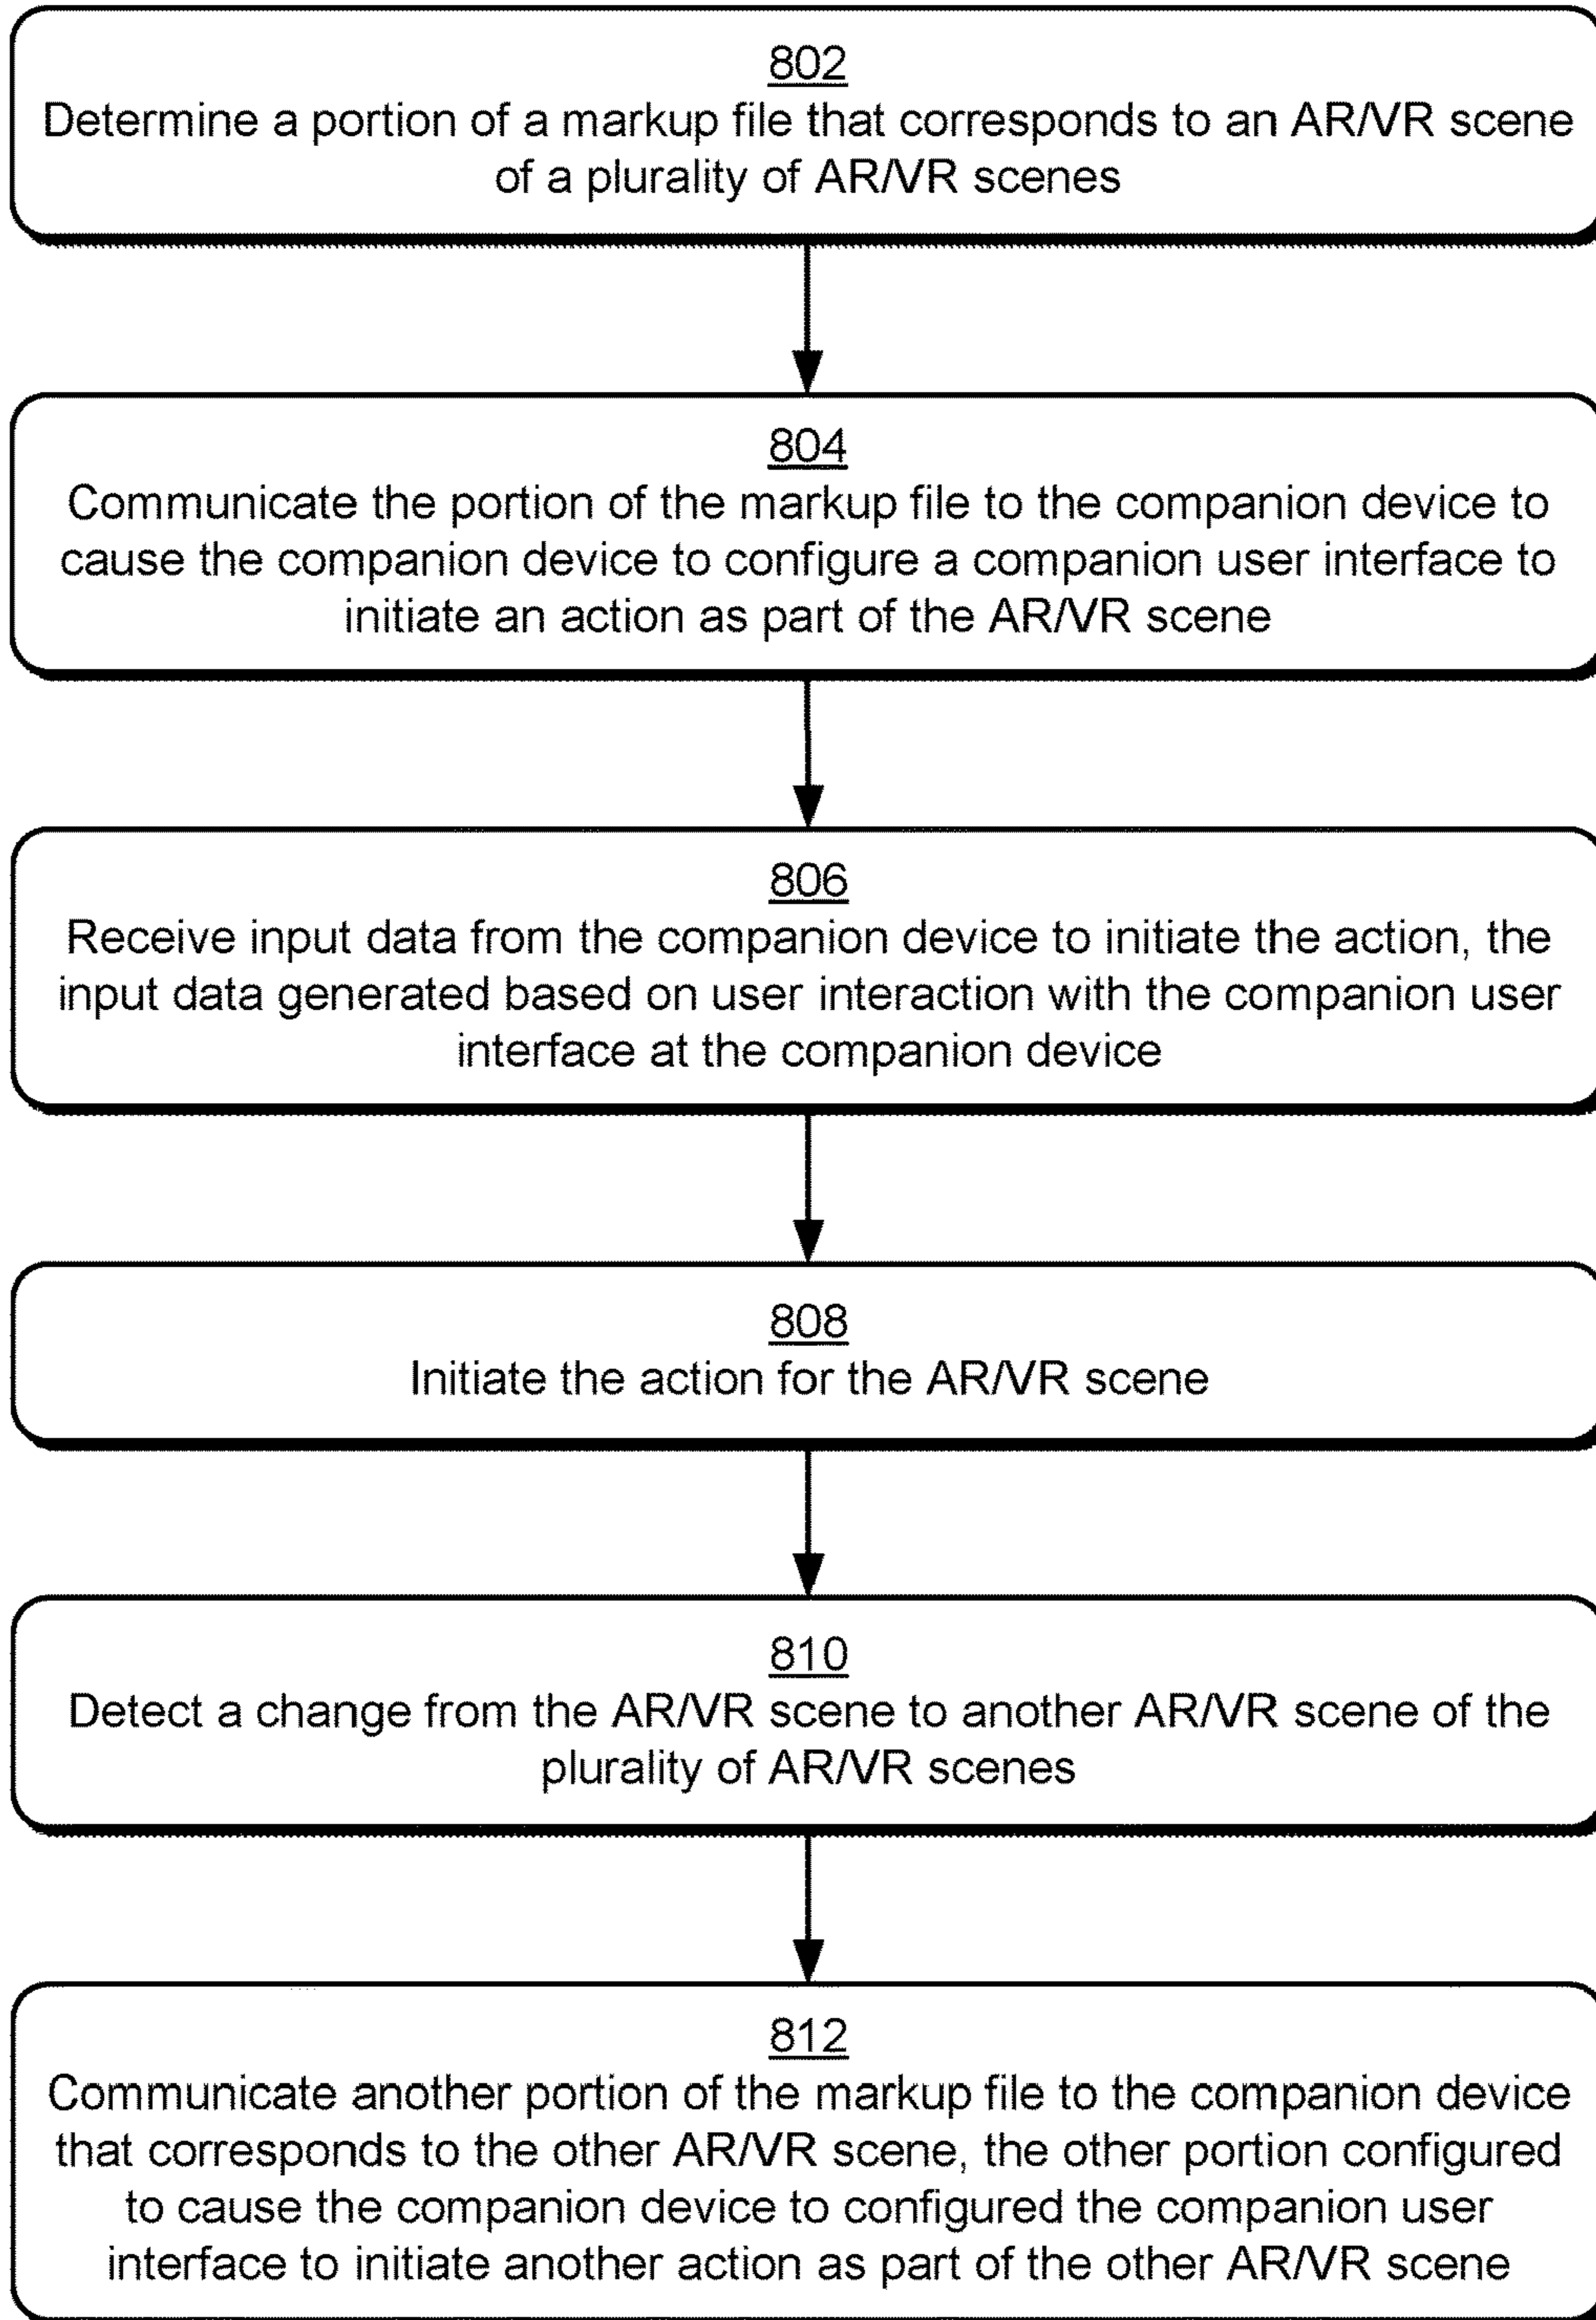 802
Determine a portion of a markup file that corresponds to an AR/VR scene
of a plurality of AR/VR scenes
804
Communicate the portion of the markup file to the companion device to
cause the companion device to configure a companion user interface to
initiate an action as part of the AR/VR scene
806
Receive input data from the companion device to initiate the action, the
input data generated based on user interaction with the companion user
interface at the companion device
808
Initiate the action for the AR/VR scene
810
Detect a change from the AR/VR scene to another AR/VR scene of the
plurality of AR/VR scenes
812
Communicate another portion of the markup file to the companion device
that corresponds to the other AR/VR scene, the other portion configured
to cause the companion device to configured the companion user
interface to initiate another action as part of the other AR/VR scene